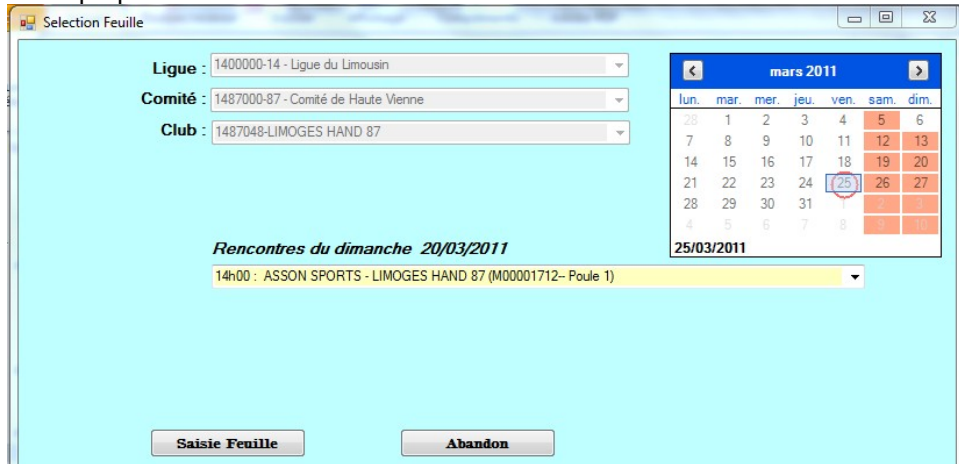 Selection Feuille
Ligue : 1400000-14 - Ligue du Limousin
Comité : 1487000-87 - Comité de Haute Vienne
Club : 1487048-LIMOGES HAND 87
mars 2011
lun. mar. mer. jeu. ven. sam. dim.
28 1 2 3 4 5 6
7 8 9 10 11 12 13
14 15 16 17 18 19 20
21 22 23 24 25 26 27
28 29 30 31 1 2 3
4 5 6 7 8 9 10
25/03/2011
Rencontres du dimanche 20/03/2011
14h00 : ASSON SPORTS - LIMOGES HAND 87 (M00001712-- Poule 1)
Saisie Feuille
Abandon